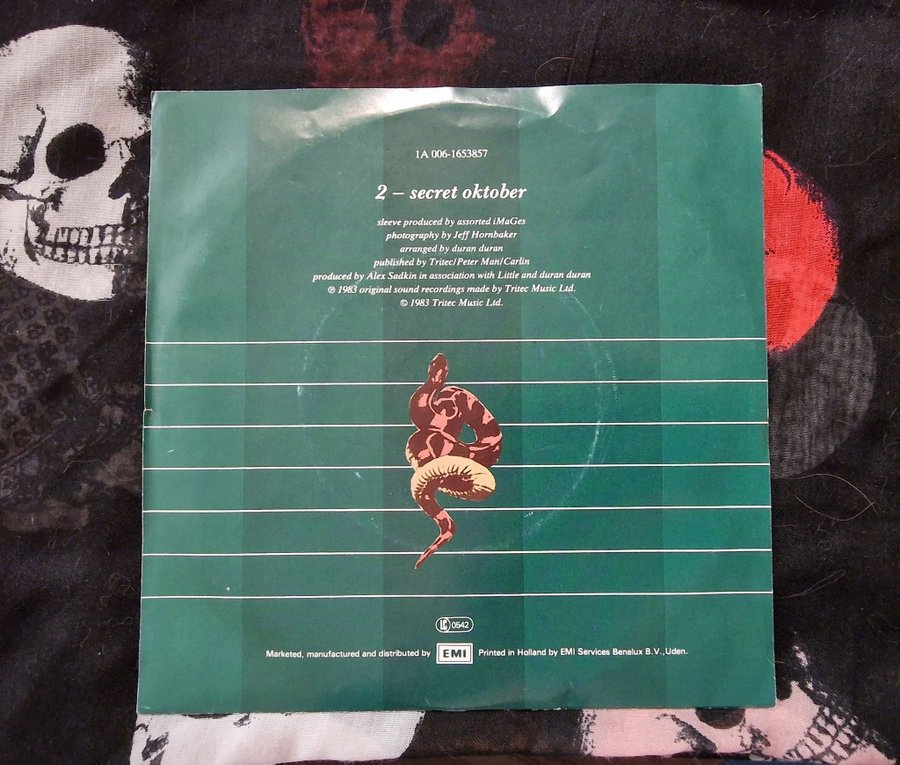 1A 006-1653857
2 – secret oktober
sleeve produced by assorted iMaGes
photography by Jeff Hornbaker
arranged by duran duran
published by Tritec/Peter Man/Carlin
produced by Alex Sadkin in association with Little and duran duran
℗ 1983 original sound recordings made by Tritec Music Ltd.
© 1983 Tritec Music Ltd.
LC 0542
Marketed, manufactured and distributed by EMI Printed in Holland by EMI Services Benelux B.V., Uden.